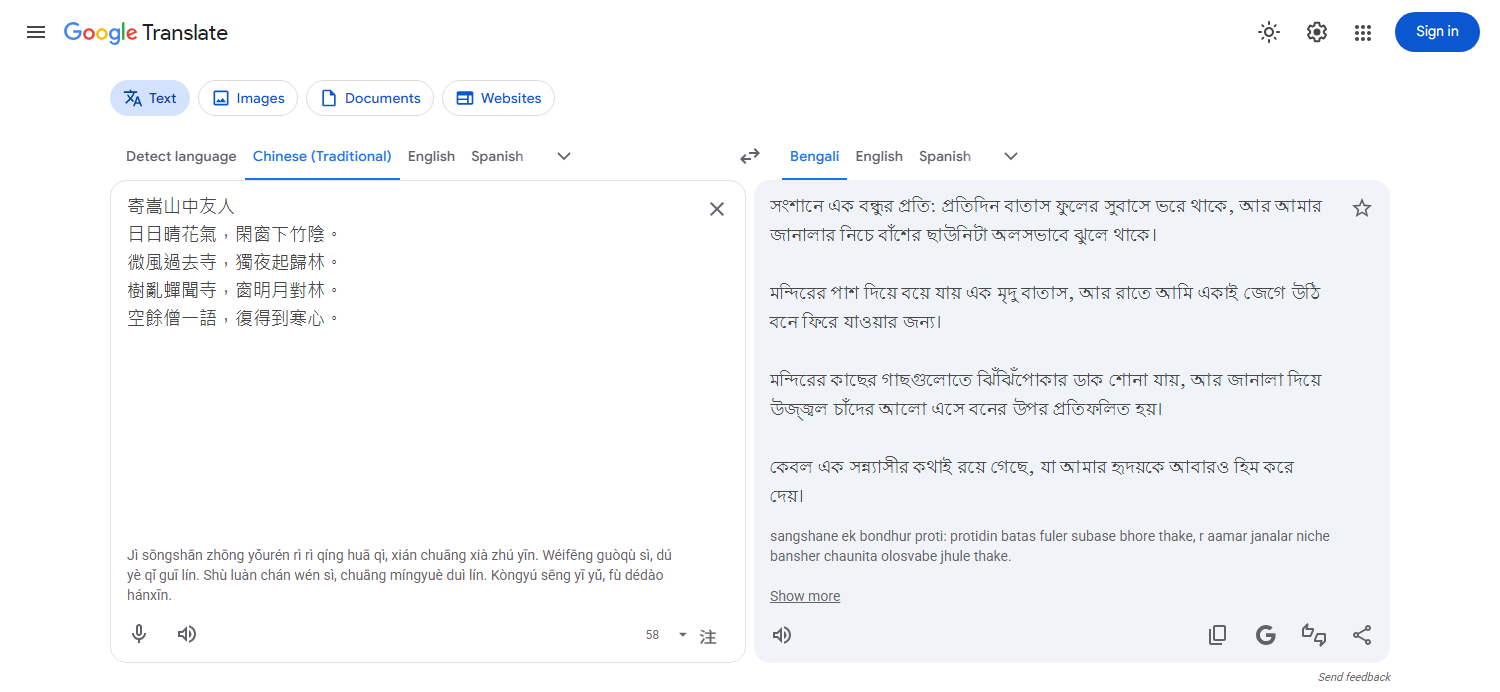 Google Translate
Sign in
Text
Images
Documents
Websites
Detect language
Chinese (Traditional)
English
Spanish
Bengali
English
Spanish
寄嵩山中友人
日日晴花氣，閑窗下竹陰。
微風過去寺，獨夜起歸林。
樹亂蟬聞寺，窗明月對林。
空餘僧一語，復得到寒心。
Jì sōngshān zhōng yǒurén rì rì qíng huā qì, xián chuāng xià zhú yīn. Wéifēng guòqù sì, dú
yè qǐ guī lín. Shù luàn chán wén sì, chuāng míngyuè duì lín. Kòngyú sēng yī yǔ, fù dédào
hánxīn.
58
注
সংশানে এক বন্ধুর প্রতি: প্রতিদিন বাতাস ফুলের সুবাসে ভরে থাকে, আর আমার
জানালার নিচে বাঁশের ছাউনিটা অলসভাবে ঝুলে থাকে।
মন্দিরের পাশ দিয়ে বয়ে যায় এক মৃদু বাতাস, আর রাতে আমি একাই জেগে উঠি
বনে ফিরে যাওয়ার জন্য।
মন্দিরের কাছের গাছগুলোতে ঝিঁঝিঁপোকার ডাক শোনা যায়, আর জানালা দিয়ে
উজ্জ্বল চাঁদের আলো এসে বনের উপর প্রতিফলিত হয়।
কেবল এক সন্ন্যাসীর কথাই রয়ে গেছে, যা আমার হৃদয়কে আবারও হিম করে
দেয়।
sangshane ek bondhur proti: protidin batas fuler subase bhore thake, r aamar janalar niche
bansher chaunita olosvabe jhule thake.
Show more
Send feedback